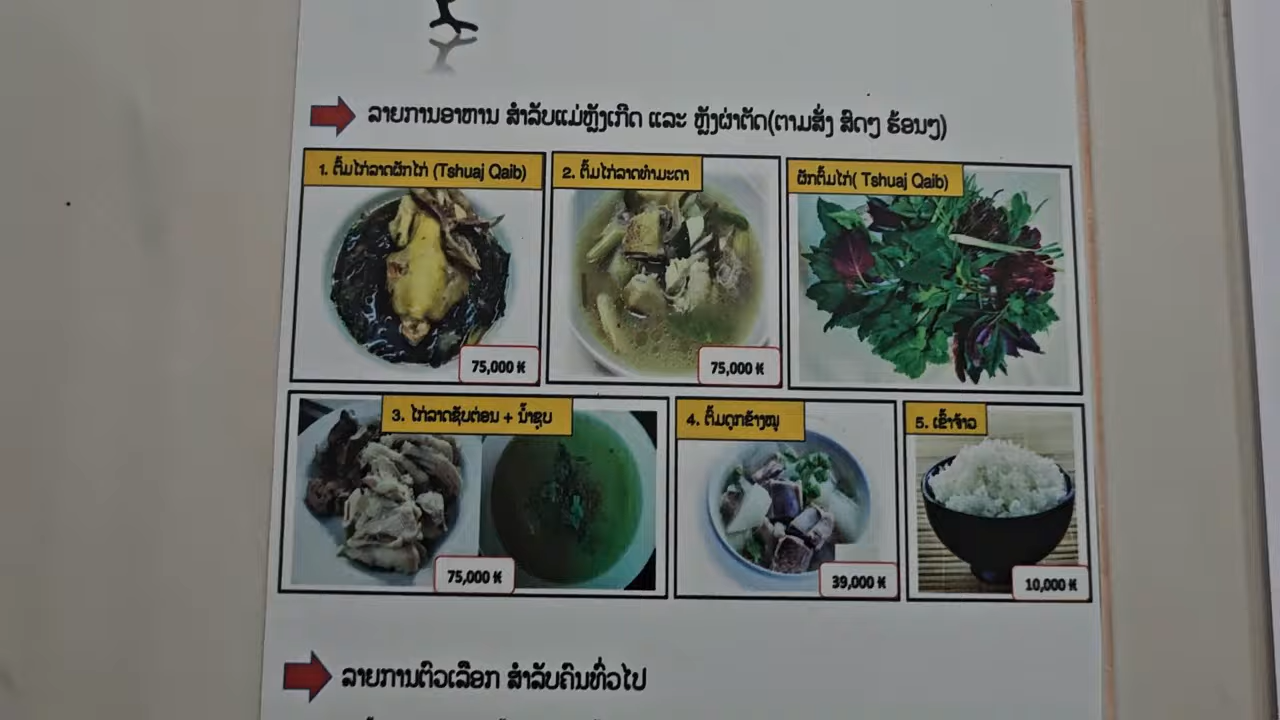 ລາຍການອາຫານ ສຳລັບແມ່ຫຼັງເກີດ ແລະ ຫຼັງຜ່າຕັດ(ຕາມສັ່ງ ສົດໆ ຮ້ອນໆ)
1. ຕົ້ມໄກ່ລາດຜັກໄກ່ (Tshuaj Qaib)
2. ຕົ້ມໄກ່ລາດທຳມະດາ
ຜັກຕົ້ມໄກ່( Tshuaj Qaib)
75,000 ₭
75,000 ₭
3. ໄກ່ລາດຊັບຕ່ອນ + ນ້ຳຊຸບ
4. ຕົ້ມດູກຂ້າງໝູ
5. ເຂົ້າຈ້າວ
75,000 ₭
39,000 ₭
10,000 ₭
ລາຍການຕົວເລືອກ ສຳລັບຄົນທົ່ວໄປ